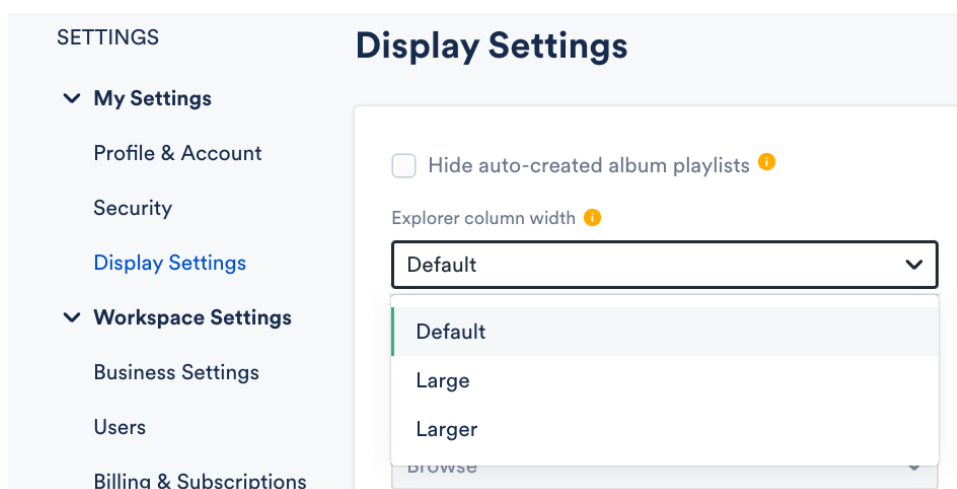 SETTINGS
My Settings
Profile & Account
Security
Display Settings
Workspace Settings
Business Settings
Users
Billing & Subscriptions
Display Settings
Hide auto-created album playlists
Explorer column width
Default
Default
Large
Larger
Browse